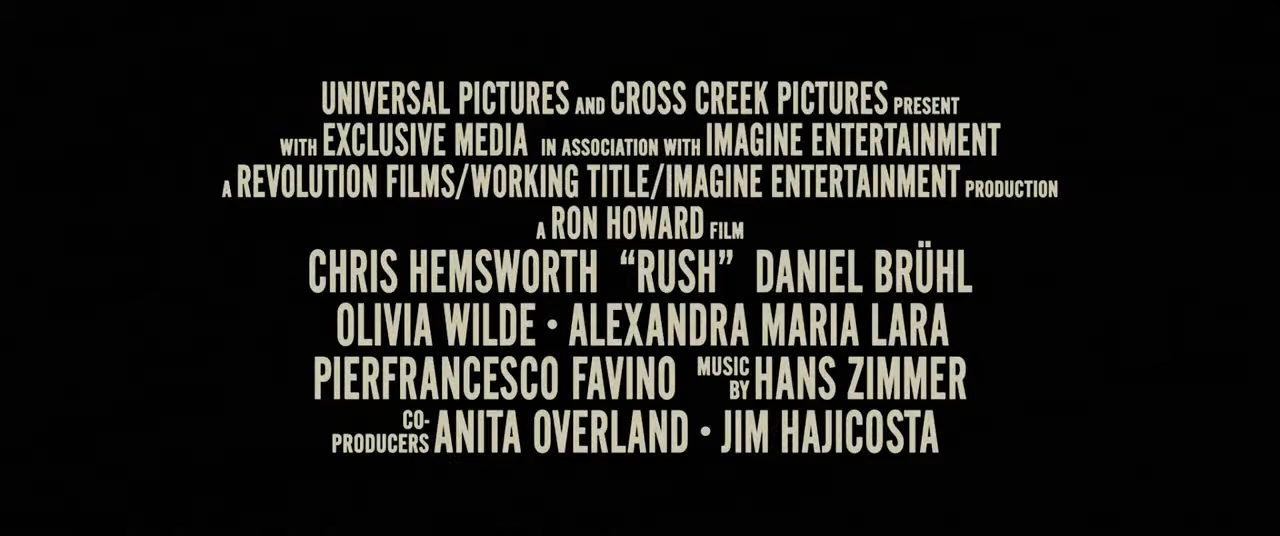 UNIVERSAL PICTURES AND CROSS CREEK PICTURES PRESENT
WITH EXCLUSIVE MEDIA IN ASSOCIATION WITH IMAGINE ENTERTAINMENT
A REVOLUTION FILMS/WORKING TITLE/IMAGINE ENTERTAINMENT PRODUCTION
A RON HOWARD FILM
CHRIS HEMSWORTH “RUSH” DANIEL BRÜHL
OLIVIA WILDE • ALEXANDRA MARIA LARA
PIERFRANCESCO FAVINO MUSIC BY HANS ZIMMER
CO-PRODUCERS ANITA OVERLAND • JIM HAJICOSTA